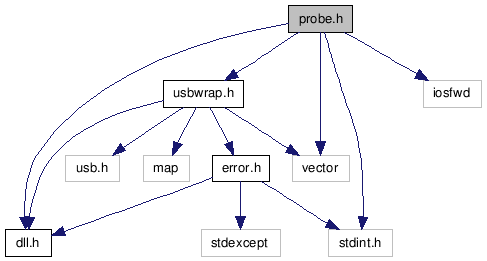 probe.h
usbwrap.h
iosfwd
usb.h
map
error.h
vector
dll.h
stdexcept
stdint.h